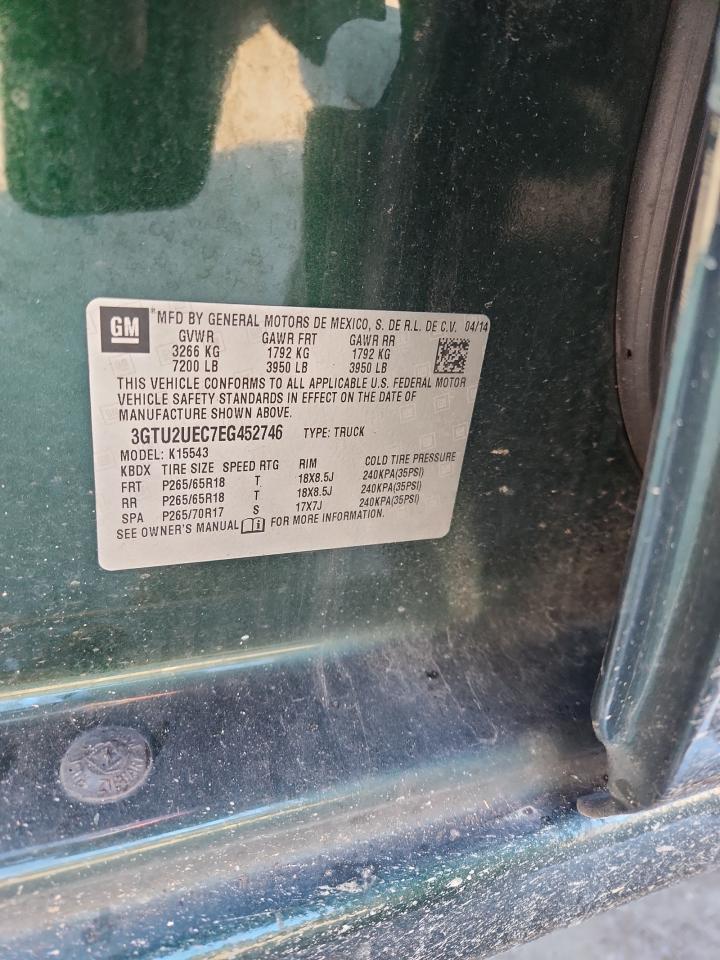 GM
®MFD BY GENERAL MOTORS DE MEXICO, S. DE R.L. DE C.V. 04/14
GVWR GAWR FRT GAWR RR
3266 KG 1792 KG 1792 KG
7200 LB 3950 LB 3950 LB
THIS VEHICLE CONFORMS TO ALL APPLICABLE U.S. FEDERAL MOTOR
VEHICLE SAFETY STANDARDS IN EFFECT ON THE DATE OF
MANUFACTURE SHOWN ABOVE.
3GTU2UEC7EG452746 TYPE: TRUCK
MODEL: K15543
KBDX TIRE SIZE SPEED RTG RIM COLD TIRE PRESSURE
FRT P265/65R18 T 18X8.5J 240KPA(35PSI)
RR P265/65R18 T 18X8.5J 240KPA(35PSI)
SPA P265/70R17 S 17X7J 240KPA(35PSI)
SEE OWNER'S MANUAL FOR MORE INFORMATION.